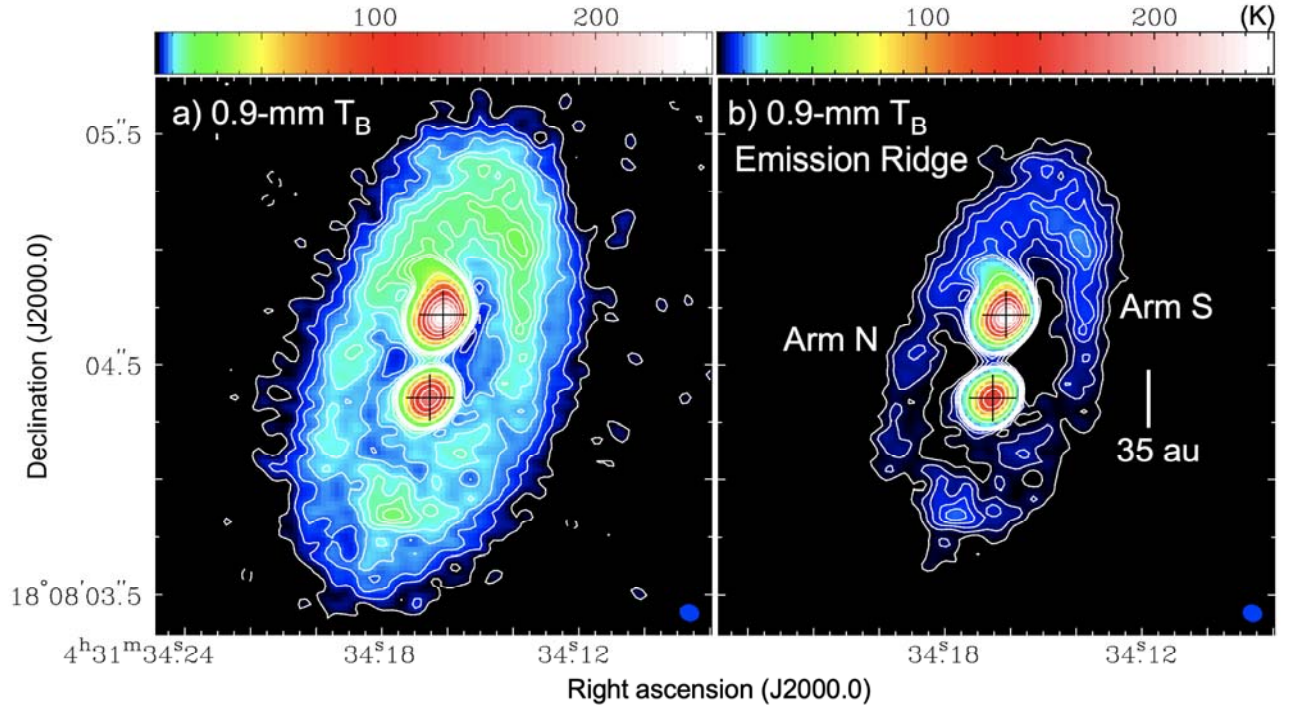 100 200 100 200 (K)
a) 0.9-mm T_B b) 0.9-mm T_B
Emission Ridge
05″.5
Arm S
Arm N
04″.5
35 au
18°08′03″.5
4ʰ31ᵐ34ˢ.24 34ˢ.18 34ˢ.12 34ˢ.18 34ˢ.12
Declination (J2000.0)
Right ascension (J2000.0)